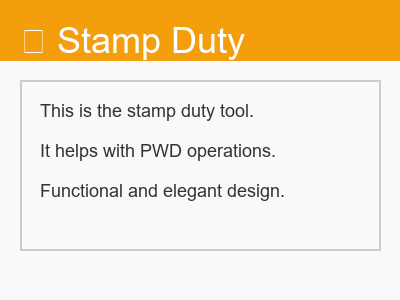 Stamp Duty
This is the stamp duty tool.
It helps with PWD operations.
Functional and elegant design.